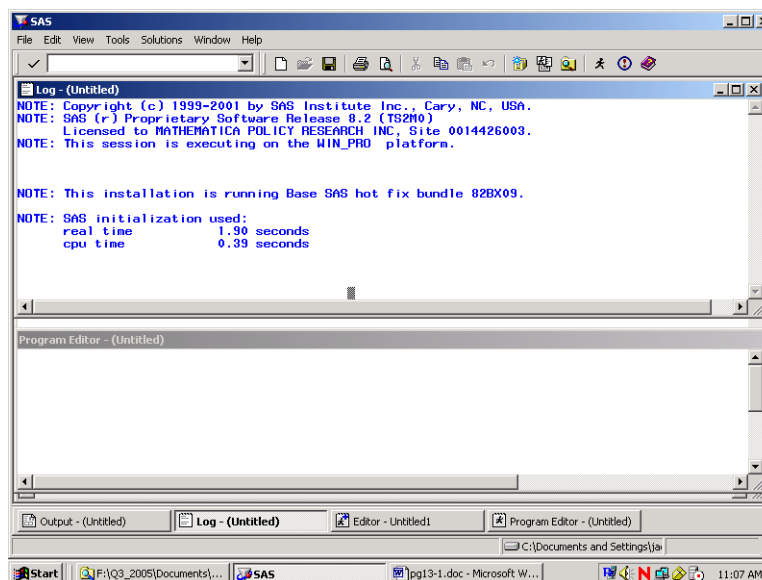 SAS
File Edit View Tools Solutions Window Help
Log - (Untitled)
NOTE: Copyright (c) 1999-2001 by SAS Institute Inc., Cary, NC, USA.
NOTE: SAS (r) Proprietary Software Release 8.2 (TS2M0)
Licensed to MATHEMATICA POLICY RESEARCH INC, Site 0014426003.
NOTE: This session is executing on the WIN_PRO platform.
NOTE: This installation is running Base SAS hot fix bundle 82BX09.
NOTE: SAS initialization used:
real time 1.90 seconds
cpu time 0.39 seconds
Program Editor - (Untitled)
Output - (Untitled) Log - (Untitled) Editor - Untitled1 Program Editor - (Untitled)
C:\Documents and Settings\ja
Start F:\Q3_2005\Documents\... SAS pg13-1.doc - Microsoft W... N 11:07 AM